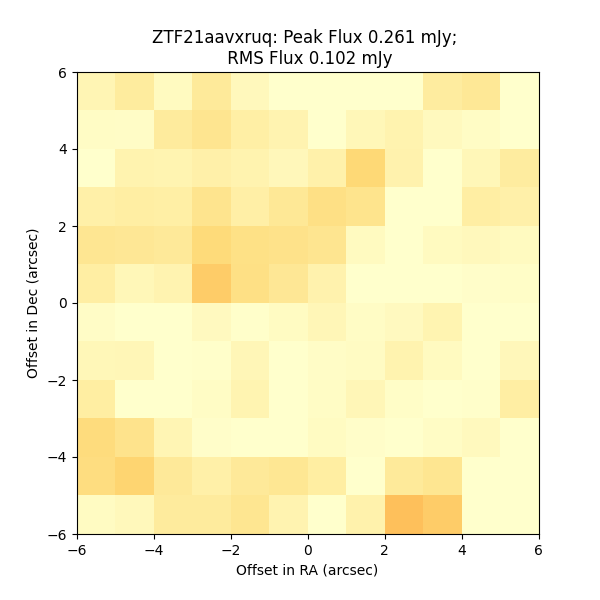 ZTF21aavxruq: Peak Flux 0.261 mJy;
RMS Flux 0.102 mJy
6
4
2
0
−2
−4
−6
Offset in Dec (arcsec)
−6 −4 −2 0 2 4 6
Offset in RA (arcsec)